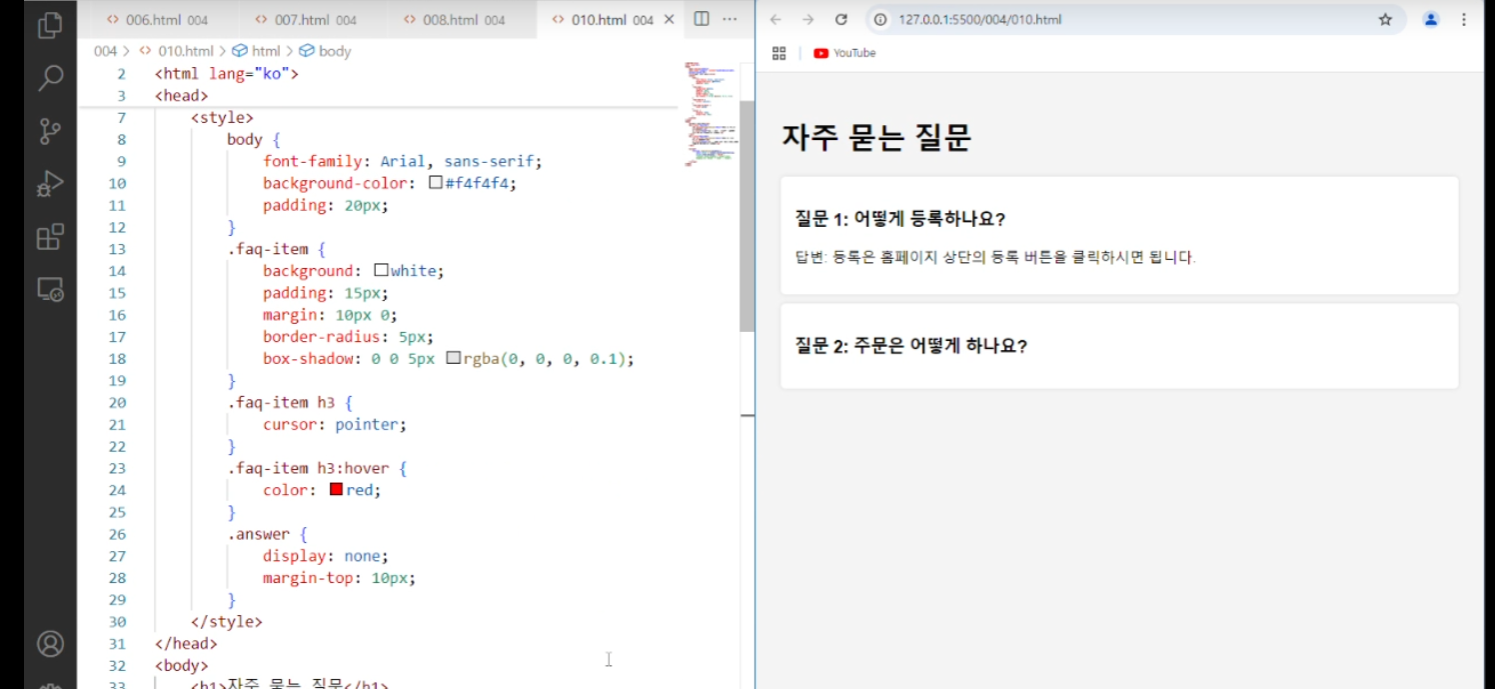 006.html 004
007.html 004
008.html 004
010.html 004
004 > 010.html > html > body
2 <html lang="ko">
3 <head>
7 <style>
8 body {
9 font-family: Arial, sans-serif;
10 background-color: #f4f4f4;
11 padding: 20px;
12 }
13 .faq-item {
14 background: white;
15 padding: 15px;
16 margin: 10px 0;
17 border-radius: 5px;
18 box-shadow: 0 0 5px rgba(0, 0, 0, 0.1);
19 }
20 .faq-item h3 {
21 cursor: pointer;
22 }
23 .faq-item h3:hover {
24 color: red;
25 }
26 .answer {
27 display: none;
28 margin-top: 10px;
29 }
30 </style>
31 </head>
32 <body>
33 <h1>자주 묻는 질문</h1>
127.0.0.1:5500/004/010.html
YouTube
자주 묻는 질문
질문 1: 어떻게 등록하나요?
답변: 등록은 홈페이지 상단의 등록 버튼을 클릭하시면 됩니다.
질문 2: 주문은 어떻게 하나요?